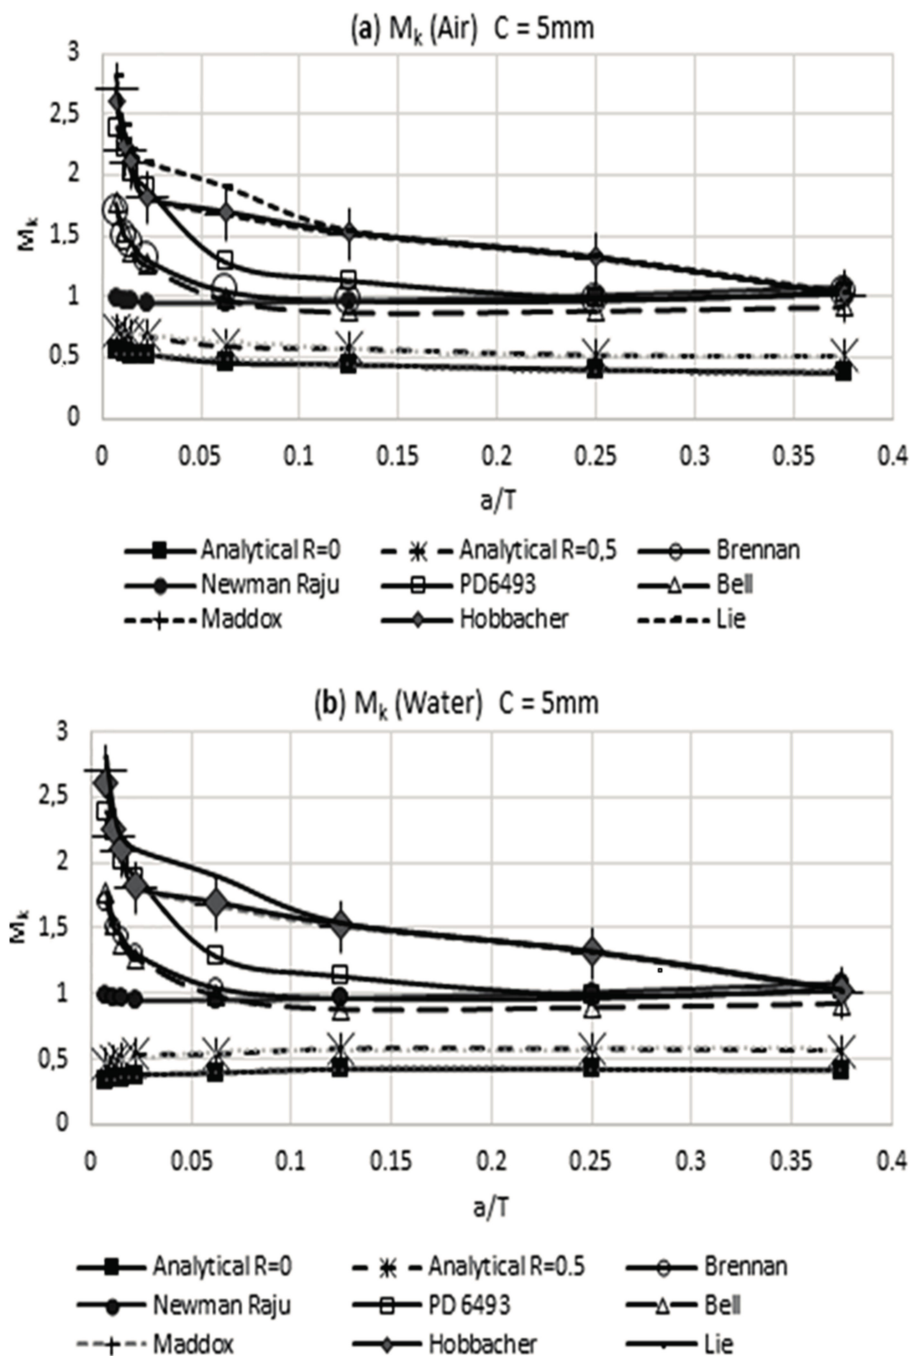 (a) Mk (Air) C = 5mm
3
2,5
2
1.5
1
0,5
0
Mk
0 0.05 0.1 0.15 0.2 0.25 0.3 0.35 0.4
a/T
Analytical R=0 Analytical R=0,5 Brennan
Newman Raju PD6493 Bell
Maddox Hobbacher Lie
(b) Mk (Water) C = 5mm
3
2,5
2
1,5
1
0,5
0
Mk
0 0.05 0.1 0.15 0.2 0.25 0.3 0.35 0.4
a/T
Analytical R=0 Analytical R=0.5 Brennan
Newman Raju PD 6493 Bell
Maddox Hobbacher Lie